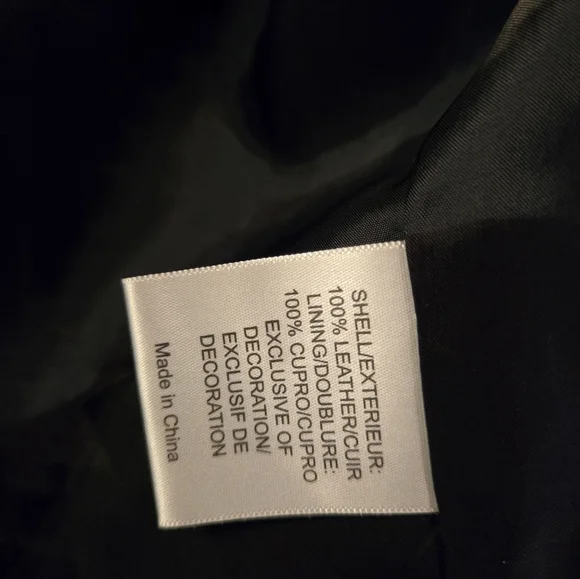 SHELL/EXTERIEUR:
100% LEATHER/CUIR
LINING/DOUBLURE:
100% CUPRO/CUPRO
EXCLUSIVE OF
DECORATION/
EXCLUSIF DE
DECORATION
Made in China